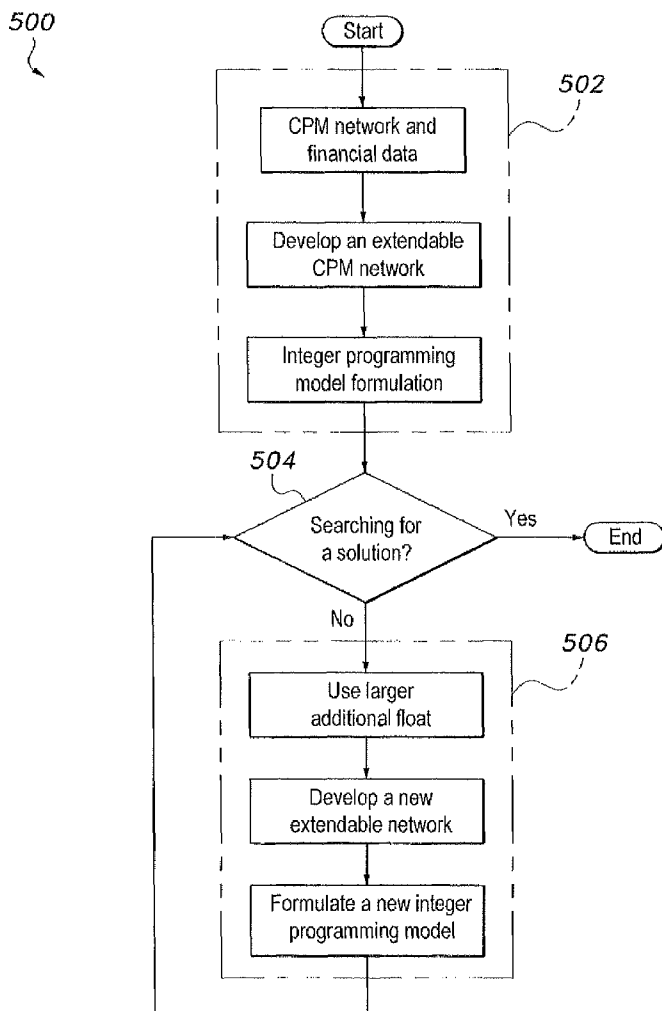 500
Start
502
CPM network and
financial data
Develop an extendable
CPM network
Integer programming
model formulation
504
Searching for
a solution?
Yes
End
No
506
Use larger
additional float
Develop a new
extendable network
Formulate a new integer
programming model